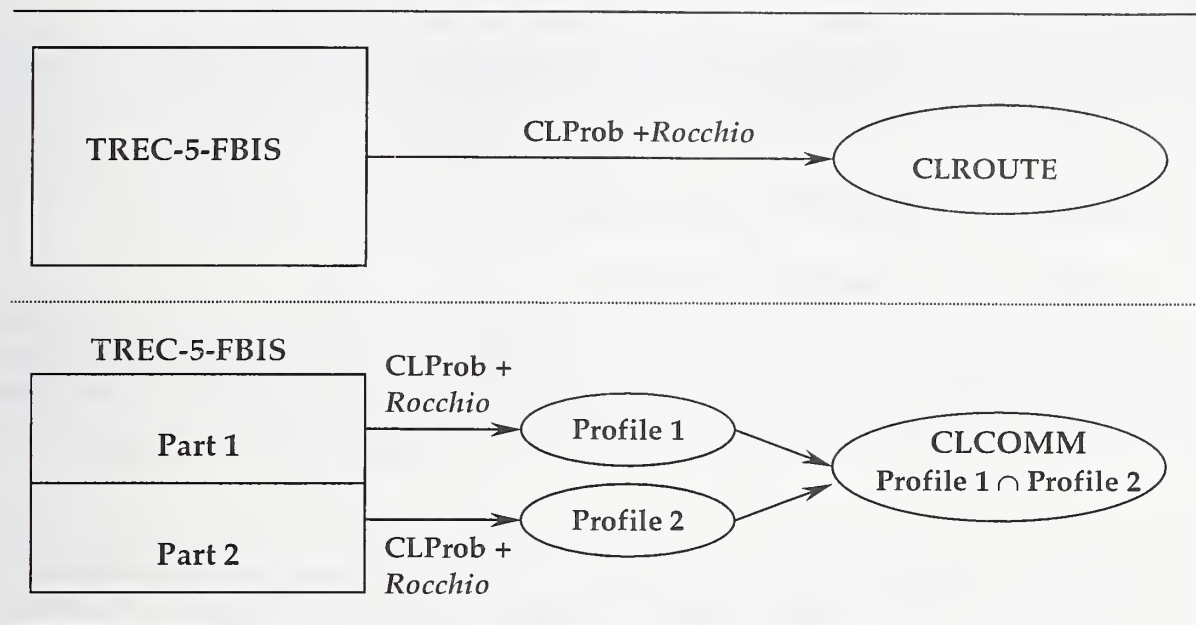 TREC-5-FBIS
CLProb +Rocchio
CLROUTE
TREC-5-FBIS
CLProb +
Rocchio
Part 1
Profile 1
CLCOMM
Profile 1 ∩ Profile 2
Part 2
CLProb +
Rocchio
Profile 2